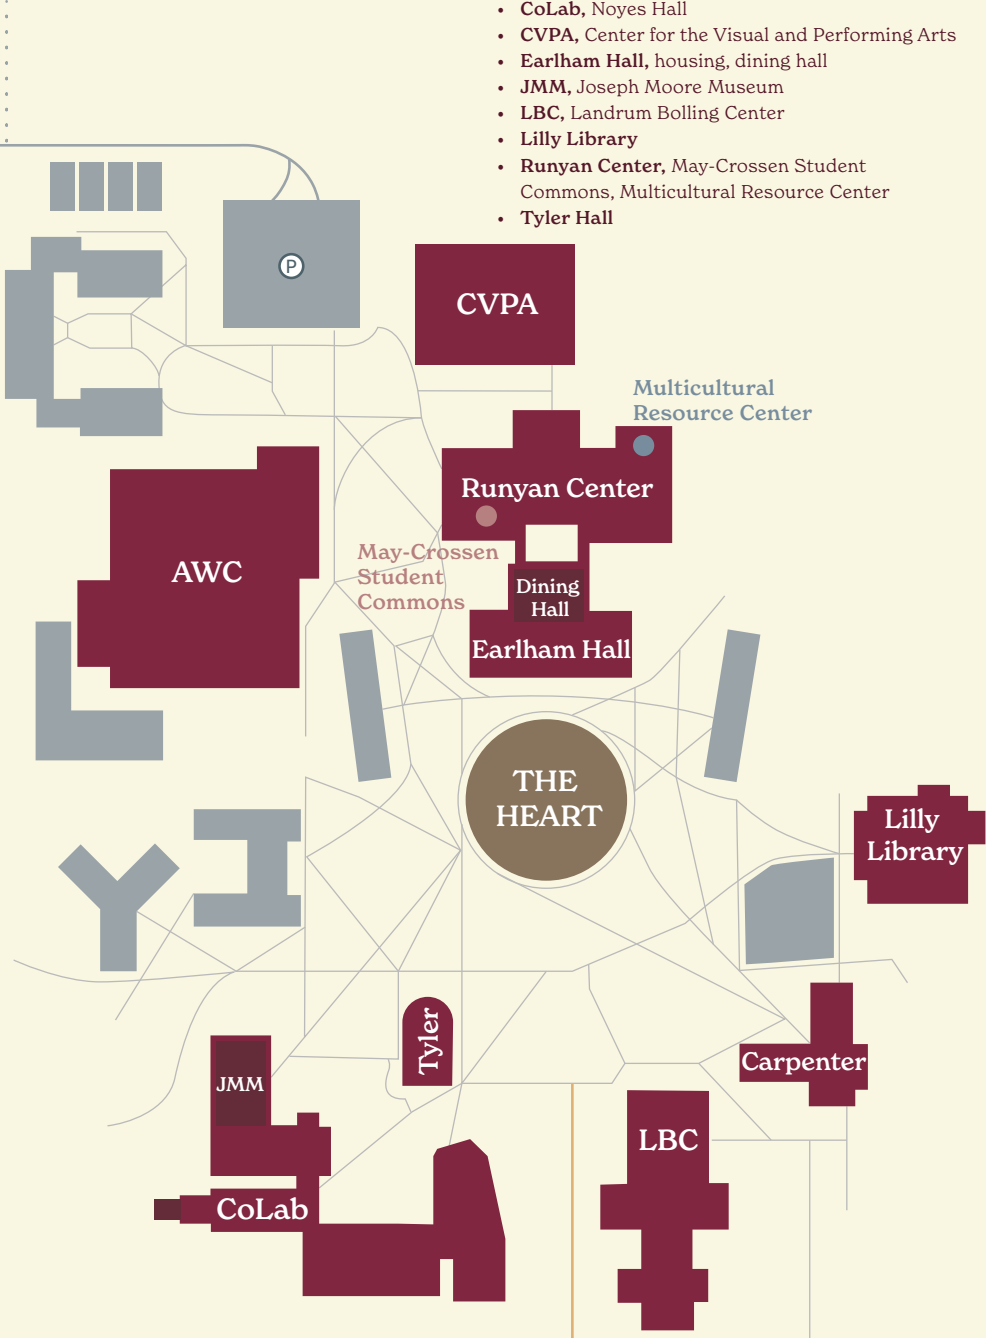 • CoLab, Noyes Hall
• CVPA, Center for the Visual and Performing Arts
• Earlham Hall, housing, dining hall
• JMM, Joseph Moore Museum
• LBC, Landrum Bolling Center
• Lilly Library
• Runyan Center, May-Crossen Student
Commons, Multicultural Resource Center
• Tyler Hall
P
CVPA
Multicultural
Resource Center
Runyan Center
May-Crossen
Student
Commons
AWC
Dining
Hall
Earlham Hall
THE
HEART
Lilly
Library
Tyler
Carpenter
JMM
LBC
CoLab